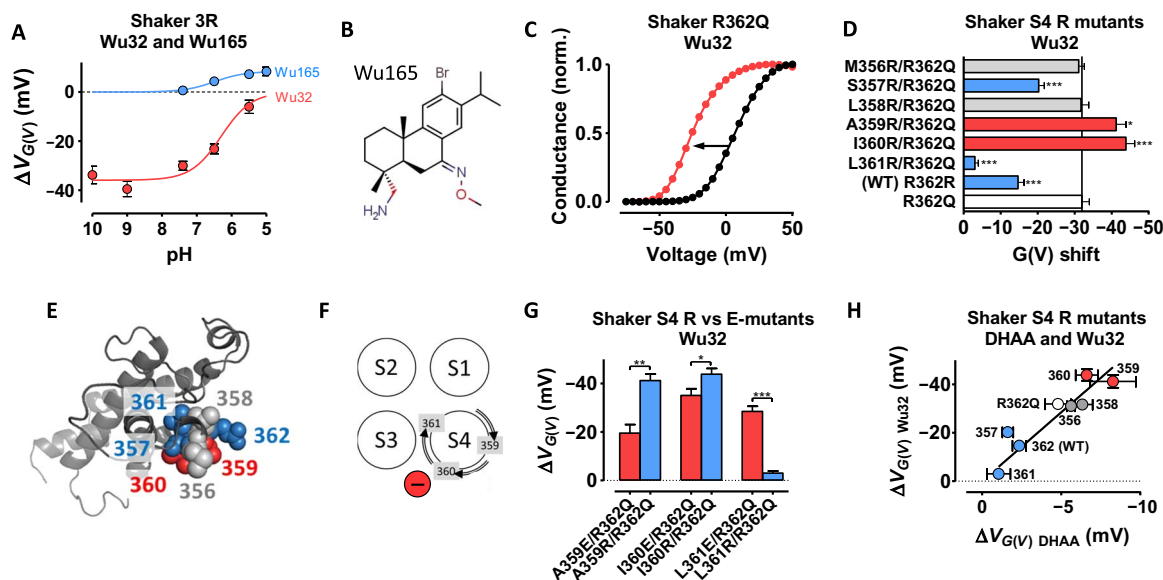 A
Shaker 3R
Wu32 and Wu165
ΔV_G(V) (mV)
0
−20
−40
Wu165
Wu32
10 9 8 7 6 5
pH
B
Wu165
Br
N
O
H₂N
C
Shaker R362Q
Wu32
Conductance (norm.)
1.0
0.5
0.0
−50 0 50
Voltage (mV)
D
Shaker S4 R mutants
Wu32
M356R/R362Q
S357R/R362Q ***
L358R/R362Q
A359R/R362Q *
I360R/R362Q ***
L361R/R362Q ***
(WT) R362R ***
R362Q
0 −10 −20 −30 −40 −50
G(V) shift
E
361
358
357
362
359
360
356
F
S2
S1
S3
S4
361
359
360
−
G
Shaker S4 R vs E-mutants
Wu32
ΔV_G(V) (mV)
−40
−20
0
** * ***
A359E/R362Q
A359R/R362Q
I360E/R362Q
I360R/R362Q
L361E/R362Q
L361R/R362Q
H
Shaker S4 R mutants
DHAA and Wu32
ΔV_G(V) Wu32 (mV)
−40
−20
0
360
359
R362Q
358
356
357
362 (WT)
361
0 −5 −10
ΔV_G(V) DHAA (mV)